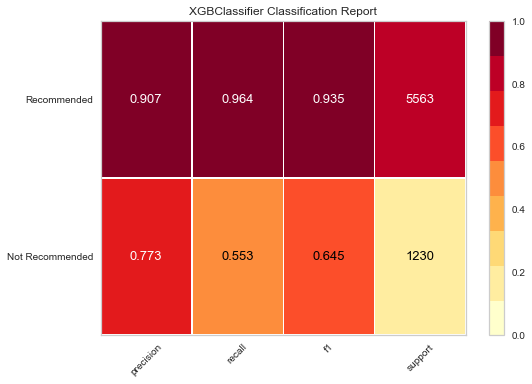 XGBClassifier Classification Report
Recommended 0.907 0.964 0.935 5563
Not Recommended 0.773 0.553 0.645 1230
precision recall f1 support
1.0
0.8
0.6
0.4
0.2
0.0